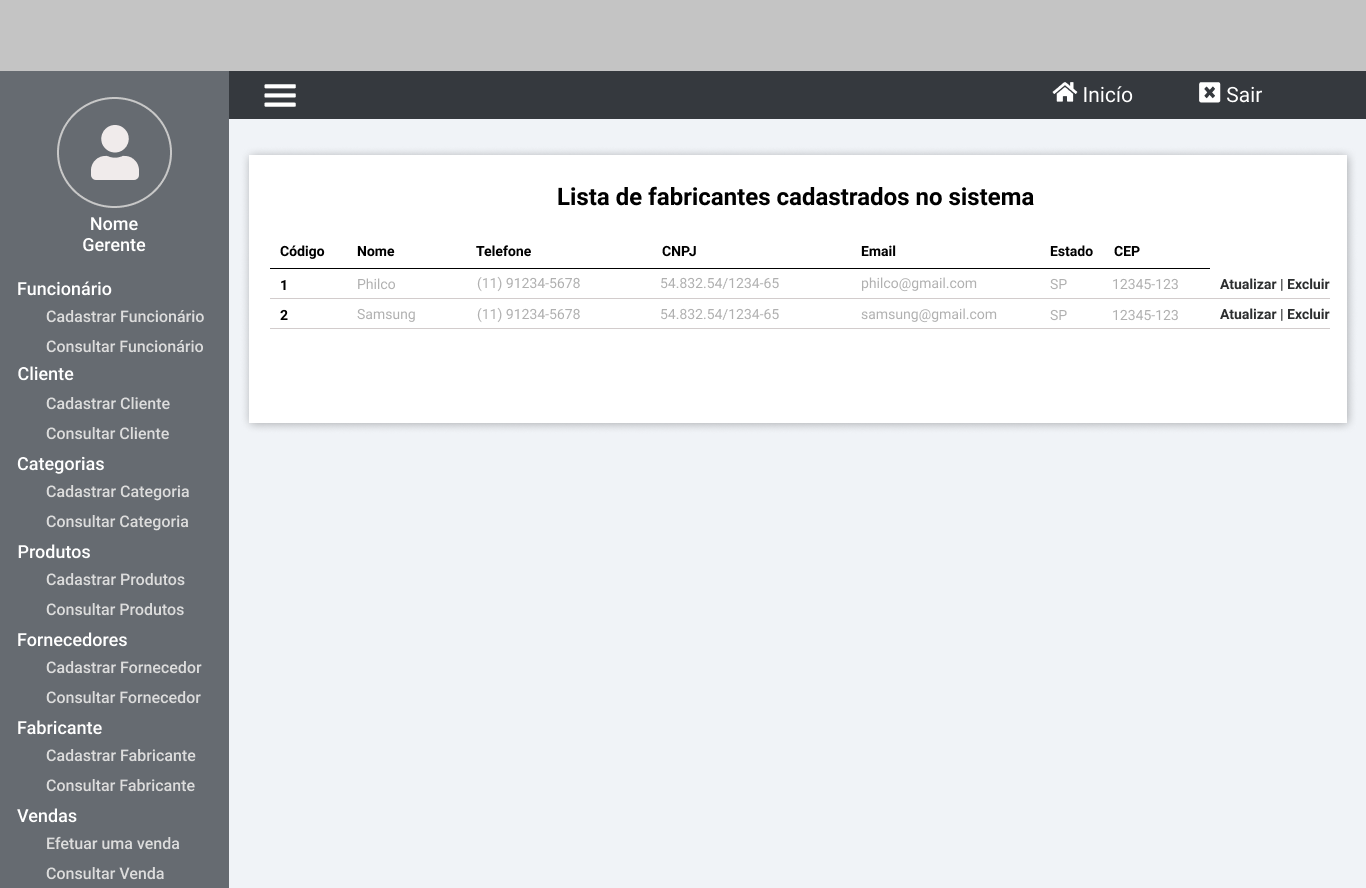 Inicío
Sair
Nome
Gerente
Funcionário
Cadastrar Funcionário
Consultar Funcionário
Cliente
Cadastrar Cliente
Consultar Cliente
Categorias
Cadastrar Categoria
Consultar Categoria
Produtos
Cadastrar Produtos
Consultar Produtos
Fornecedores
Cadastrar Fornecedor
Consultar Fornecedor
Fabricante
Cadastrar Fabricante
Consultar Fabricante
Vendas
Efetuar uma venda
Consultar Venda
Lista de fabricantes cadastrados no sistema
Código Nome Telefone CNPJ Email Estado CEP
1 Philco (11) 91234-5678 54.832.54/1234-65 philco@gmail.com SP 12345-123 Atualizar | Excluir
2 Samsung (11) 91234-5678 54.832.54/1234-65 samsung@gmail.com SP 12345-123 Atualizar | Excluir